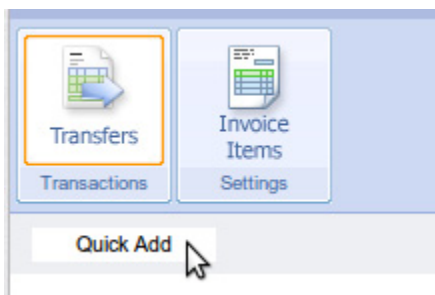 Transfers
Transactions
Invoice
Items
Settings
Quick Add